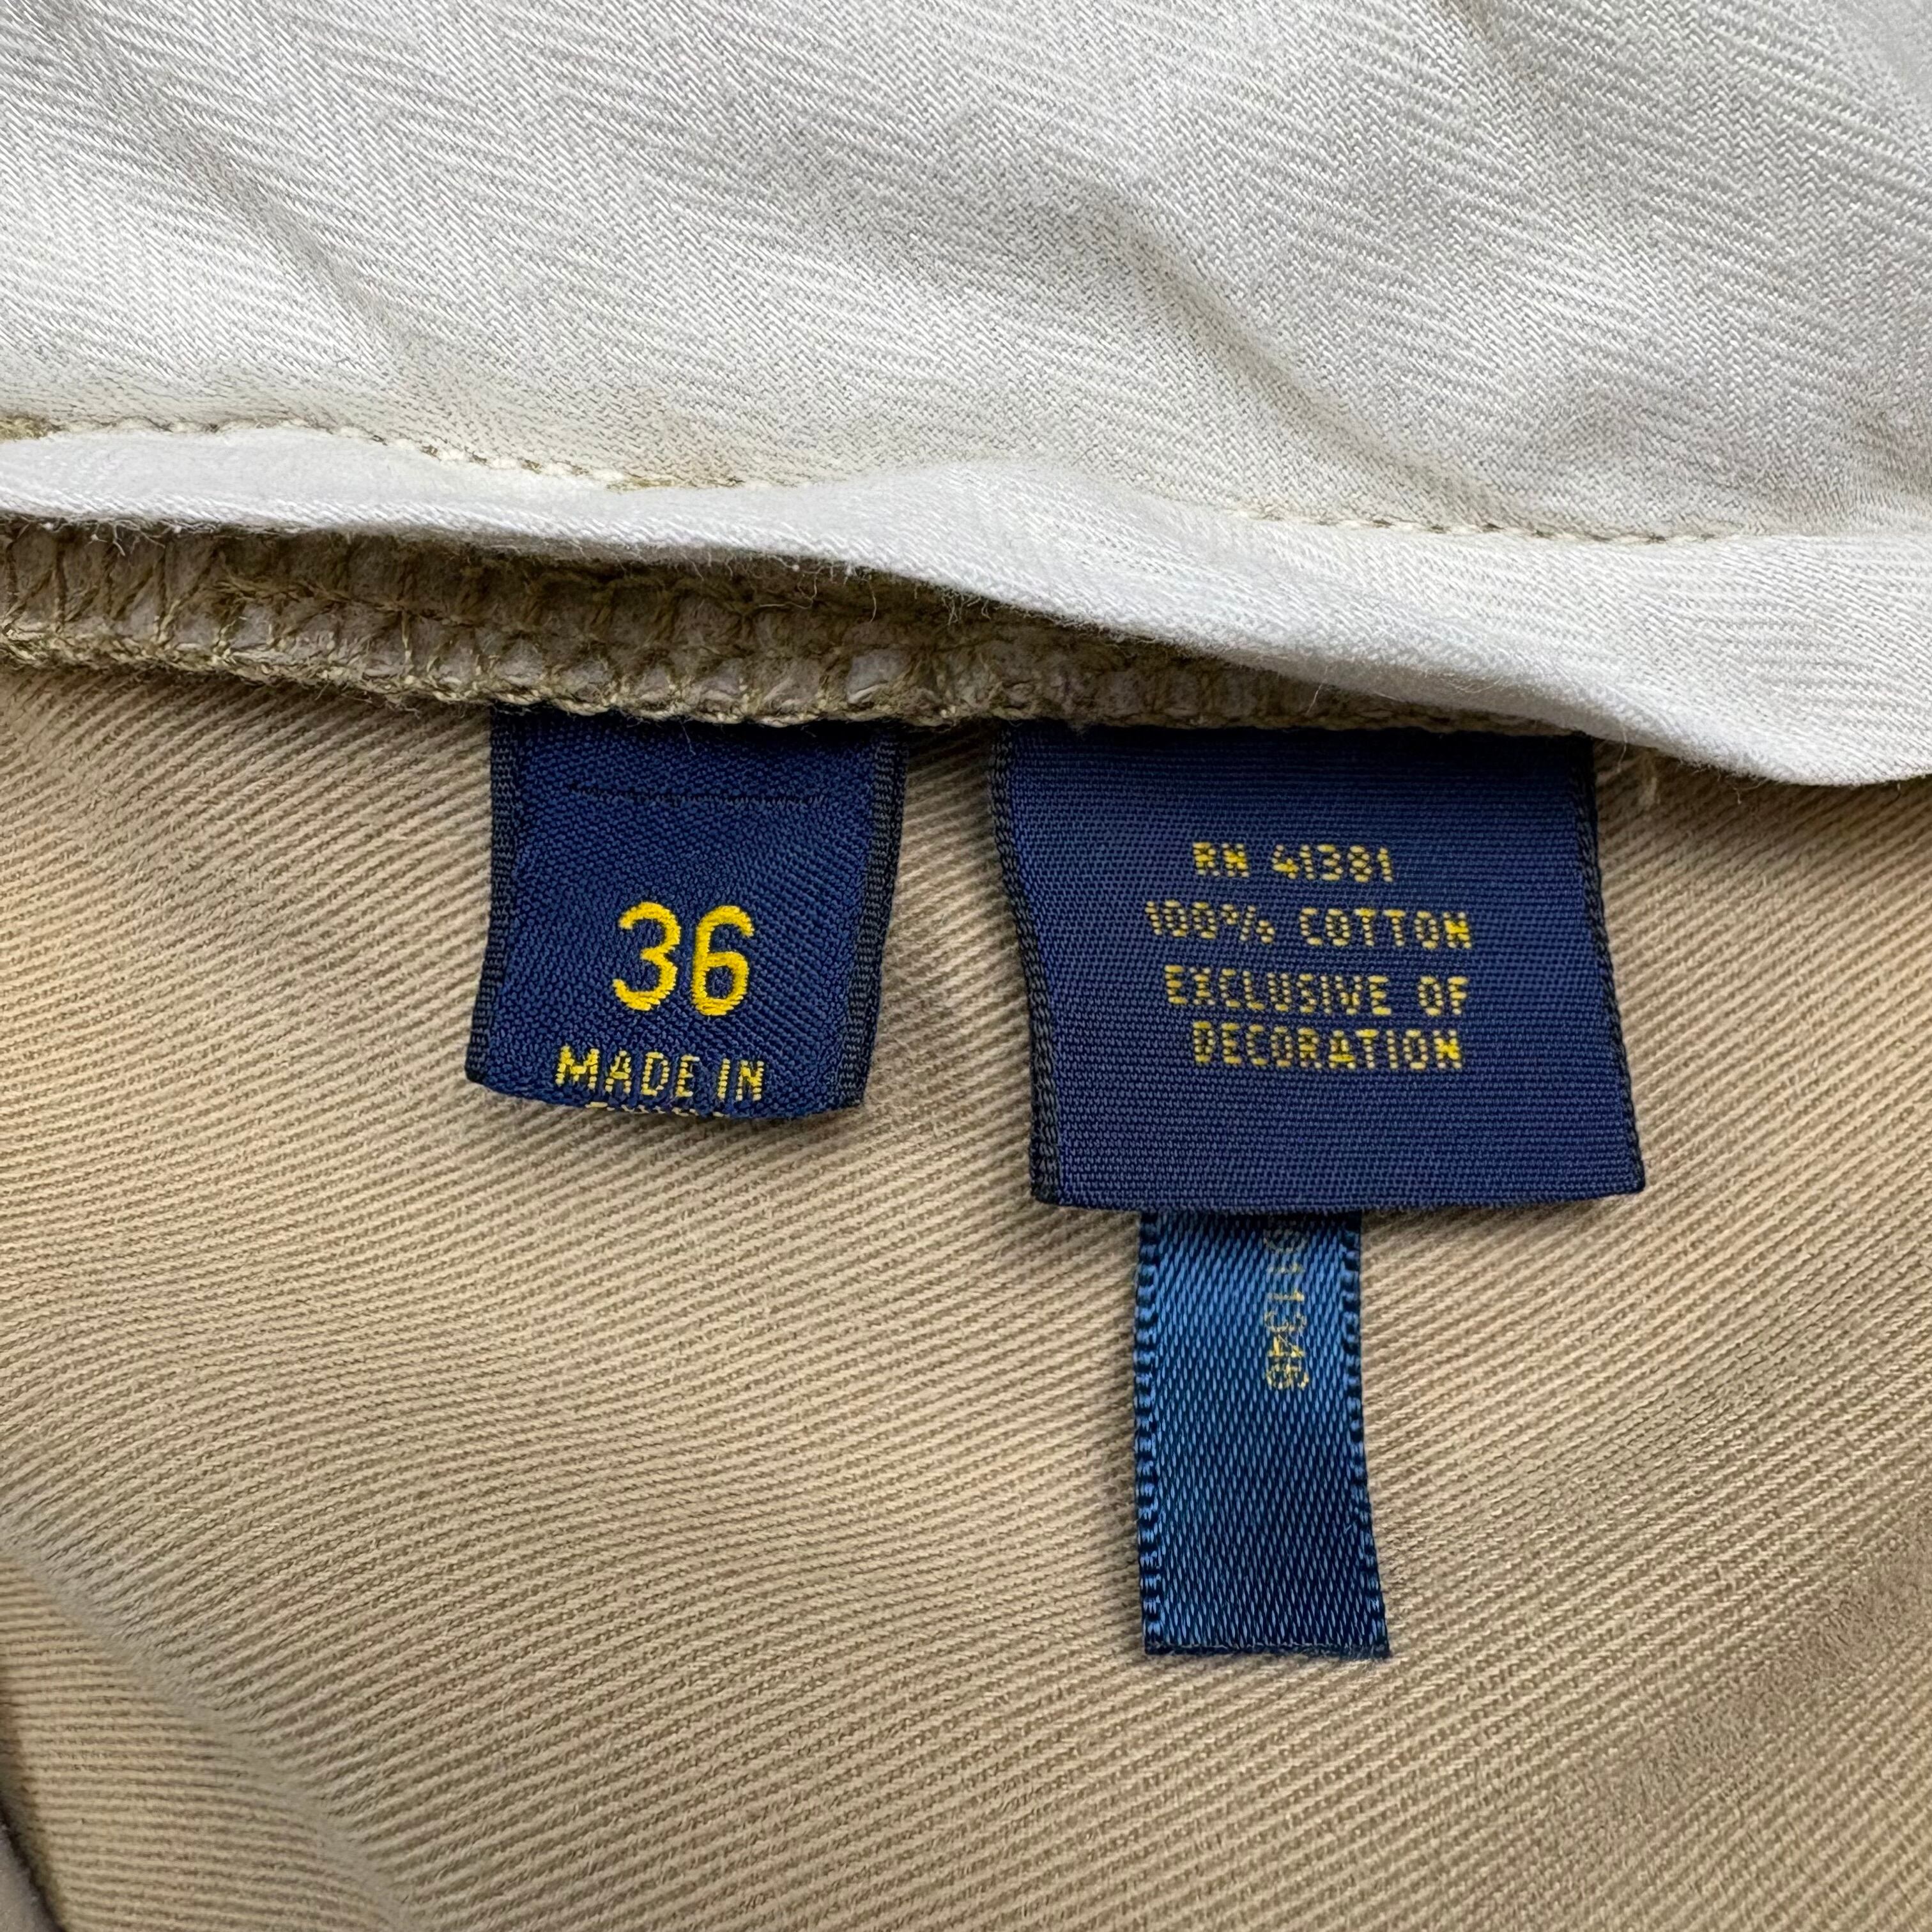 36
MADE IN
RN 41381
100% COTTON
EXCLUSIVE OF
DECORATION